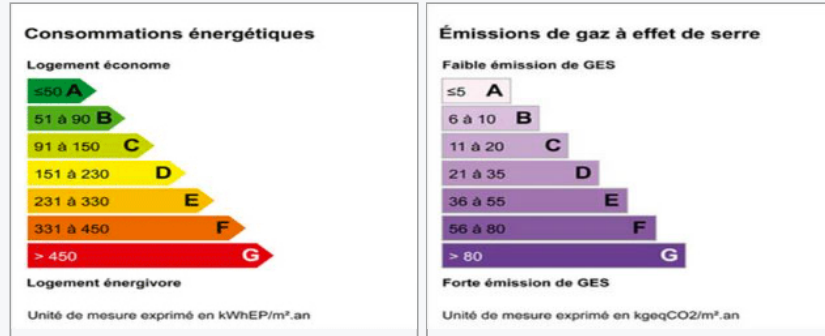 Consommations énergétiques
Logement économe
≤50 A
51 à 90 B
91 à 150 C
151 à 230 D
231 à 330 E
331 à 450 F
> 450 G
Logement énergivore
Unité de mesure exprimé en kWhEP/m².an
Émissions de gaz à effet de serre
Faible émission de GES
≤5 A
6 à 10 B
11 à 20 C
21 à 35 D
36 à 55 E
56 à 80 F
> 80 G
Forte émission de GES
Unité de mesure exprimé en kgeqCO2/m².an